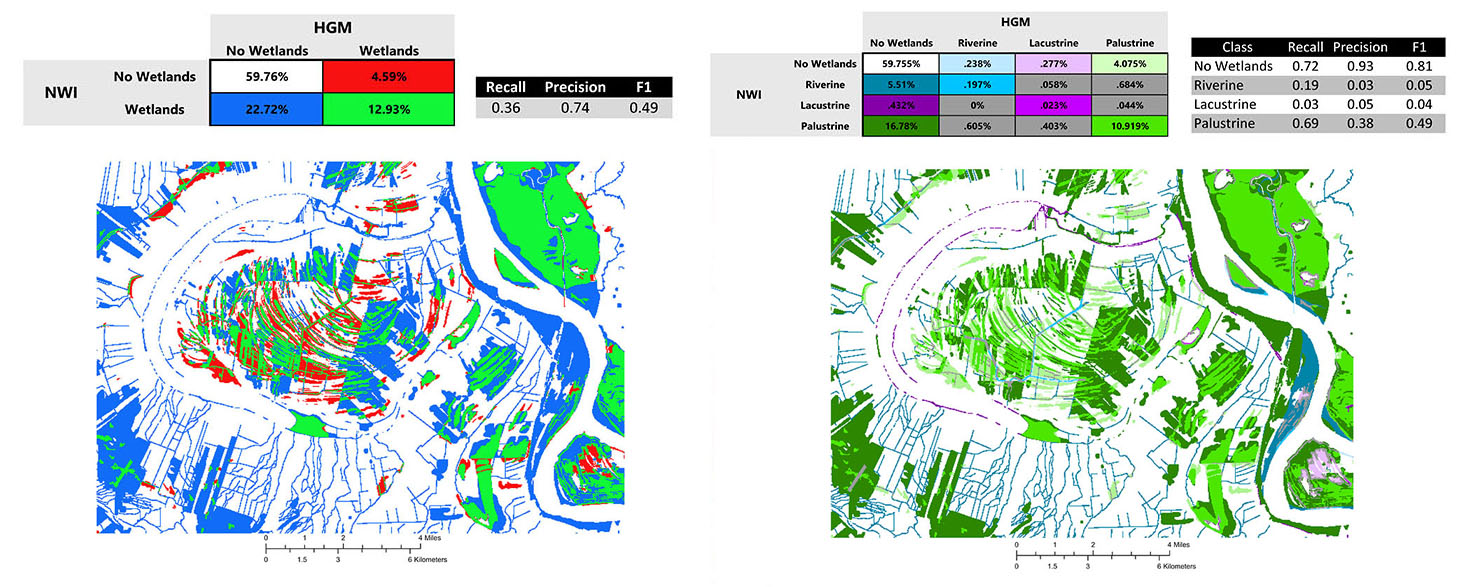 HGM
No Wetlands Wetlands
NWI
No Wetlands 59.76% 4.59%
Wetlands 22.72% 12.93%
Recall Precision F1
0.36 0.74 0.49
0 1 2 4 Miles
0 1.5 3 6 Kilometers
HGM
No Wetlands Riverine Lacustrine Palustrine
NWI
No Wetlands 59.755% .238% .277% 4.075%
Riverine 5.51% .197% .058% .684%
Lacustrine .432% 0% .023% .044%
Palustrine 16.78% .605% .403% 10.919%
Class Recall Precision F1
No Wetlands 0.72 0.93 0.81
Riverine 0.19 0.03 0.05
Lacustrine 0.03 0.05 0.04
Palustrine 0.69 0.38 0.49
0 1 2 4 Miles
0 1.5 3 6 Kilometers